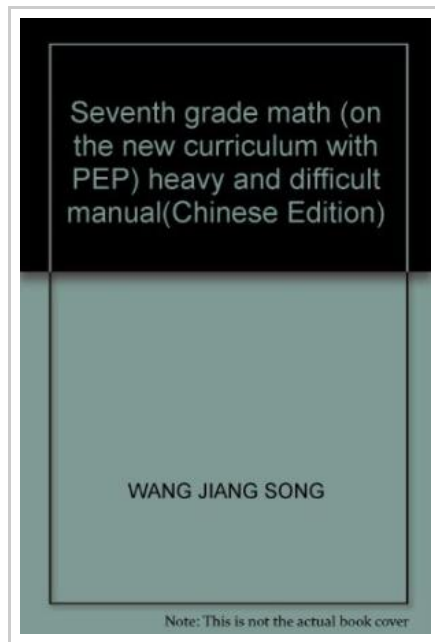 Seventh grade math (on
the new curriculum with
PEP) heavy and difficult
manual(Chinese Edition)
WANG JIANG SONG
Note: This is not the actual book cover